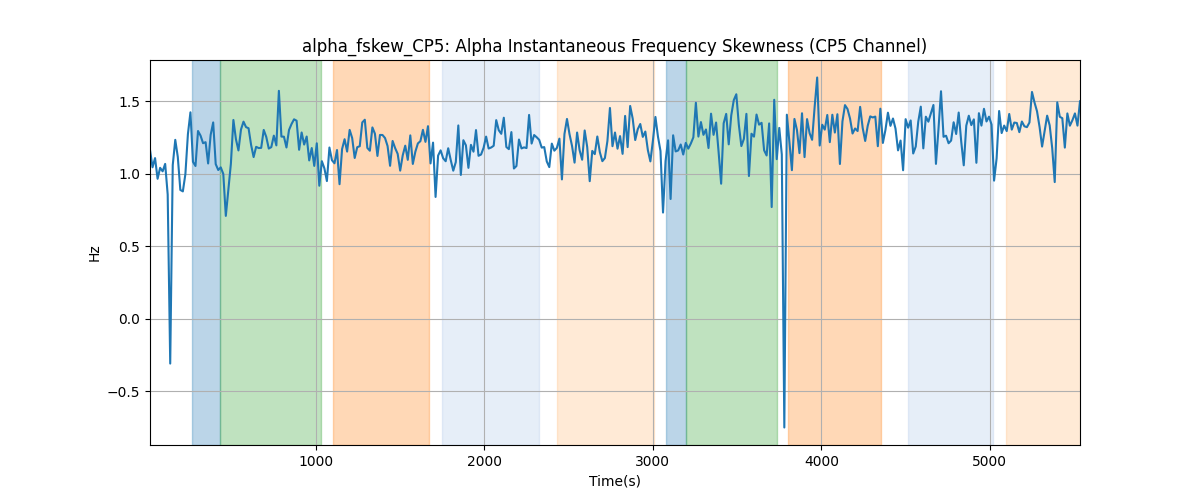 alpha_fskew_CP5: Alpha Instantaneous Frequency Skewness (CP5 Channel)
1.5
1.0
0.5
0.0
−0.5
Hz
1000 2000 3000 4000 5000
Time(s)